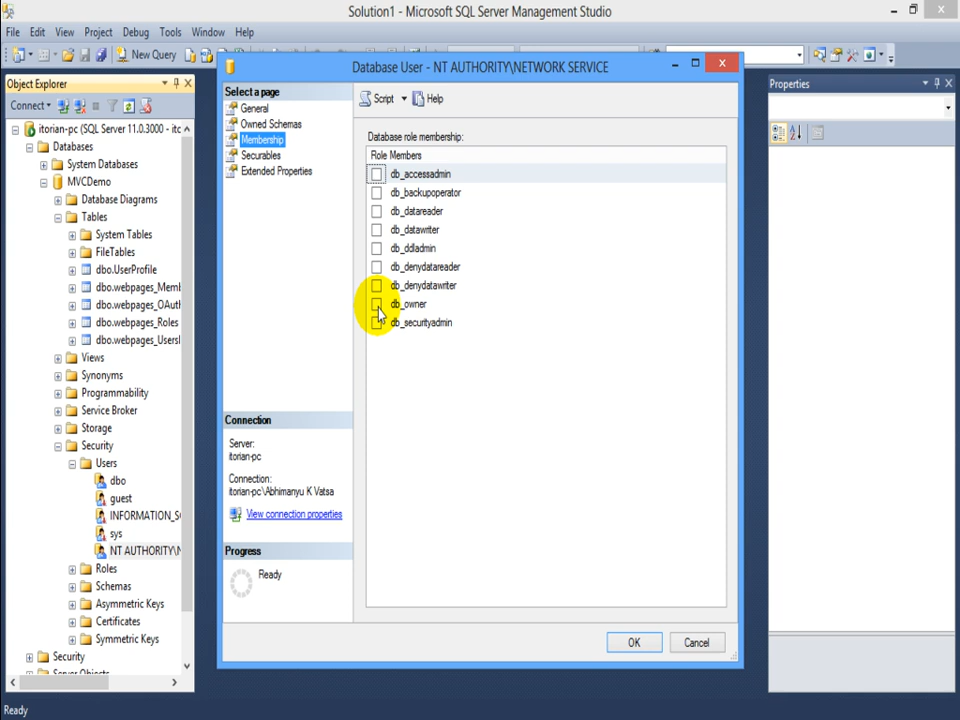 Solution1 - Microsoft SQL Server Management Studio
File Edit View Project Debug Tools Window Help
New Query
Object Explorer
Connect
itorian-pc (SQL Server 11.0.3000 - itc
Databases
System Databases
MVCDemo
Database Diagrams
Tables
System Tables
FileTables
dbo.UserProfile
dbo.webpages_Memb
dbo.webpages_OAut
dbo.webpages_Roles
dbo.webpages_UsersI
Views
Synonyms
Programmability
Service Broker
Storage
Security
Users
dbo
guest
INFORMATION_S
sys
NT AUTHORITY\N
Roles
Schemas
Asymmetric Keys
Certificates
Symmetric Keys
Security
Server Objects
Ready
Database User - NT AUTHORITY\NETWORK SERVICE
Select a page
General
Owned Schemas
Membership
Securables
Extended Properties
Connection
Server:
itorian-pc
Connection:
itorian-pc\Abhimanyu K Vatsa
View connection properties
Progress
Ready
Script Help
Database role membership:
Role Members
db_accessadmin
db_backupoperator
db_datareader
db_datawriter
db_ddladmin
db_denydatareader
db_denydatawriter
db_owner
db_securityadmin
OK Cancel
Properties